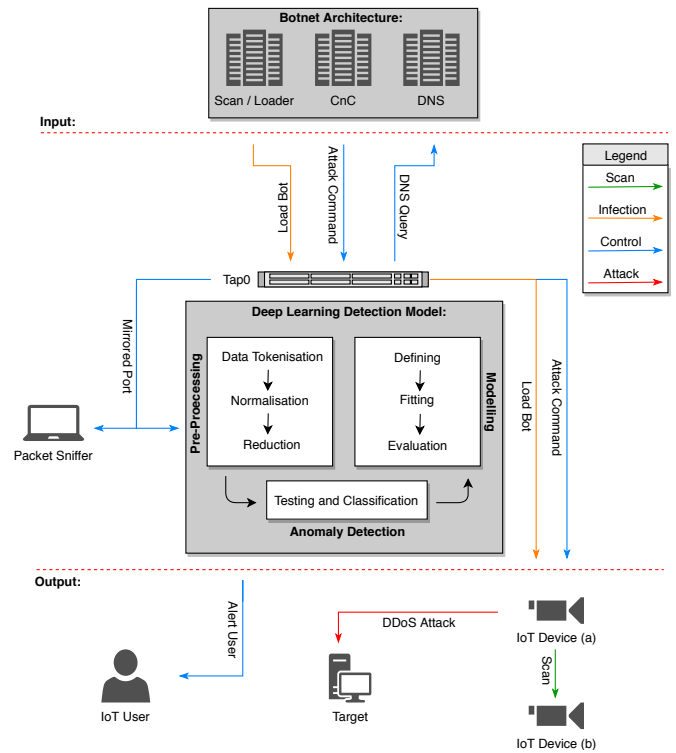 Botnet Architecture:
Scan / Loader
CnC
DNS
Input:
Load Bot
Attack Command
DNS Query
Legend
Scan
Infection
Control
Attack
Tap0
Mirrored Port
Packet Sniffer
Deep Learning Detection Model:
Pre-Proecessing
Data Tokenisation
Normalisation
Reduction
Defining
Fitting
Evaluation
Modelling
Testing and Classification
Anomaly Detection
Load Bot
Attack Command
Output:
Alert User
IoT User
DDoS Attack
Target
IoT Device (a)
Scan
IoT Device (b)